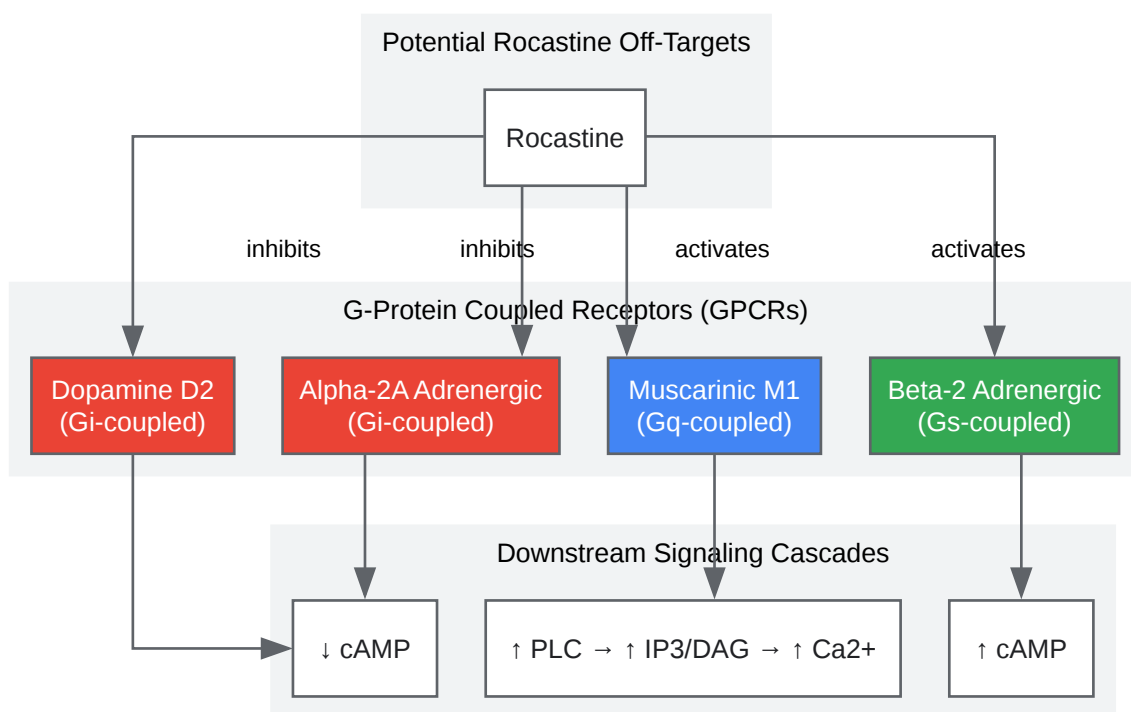 Potential Rocastine Off-Targets
Rocastine
inhibits
inhibits
activates
activates
G-Protein Coupled Receptors (GPCRs)
Dopamine D2
(Gi-coupled)
Alpha-2A Adrenergic
(Gi-coupled)
Muscarinic M1
(Gq-coupled)
Beta-2 Adrenergic
(Gs-coupled)
Downstream Signaling Cascades
↓ cAMP
↑ PLC → ↑ IP3/DAG → ↑ Ca2+
↑ cAMP